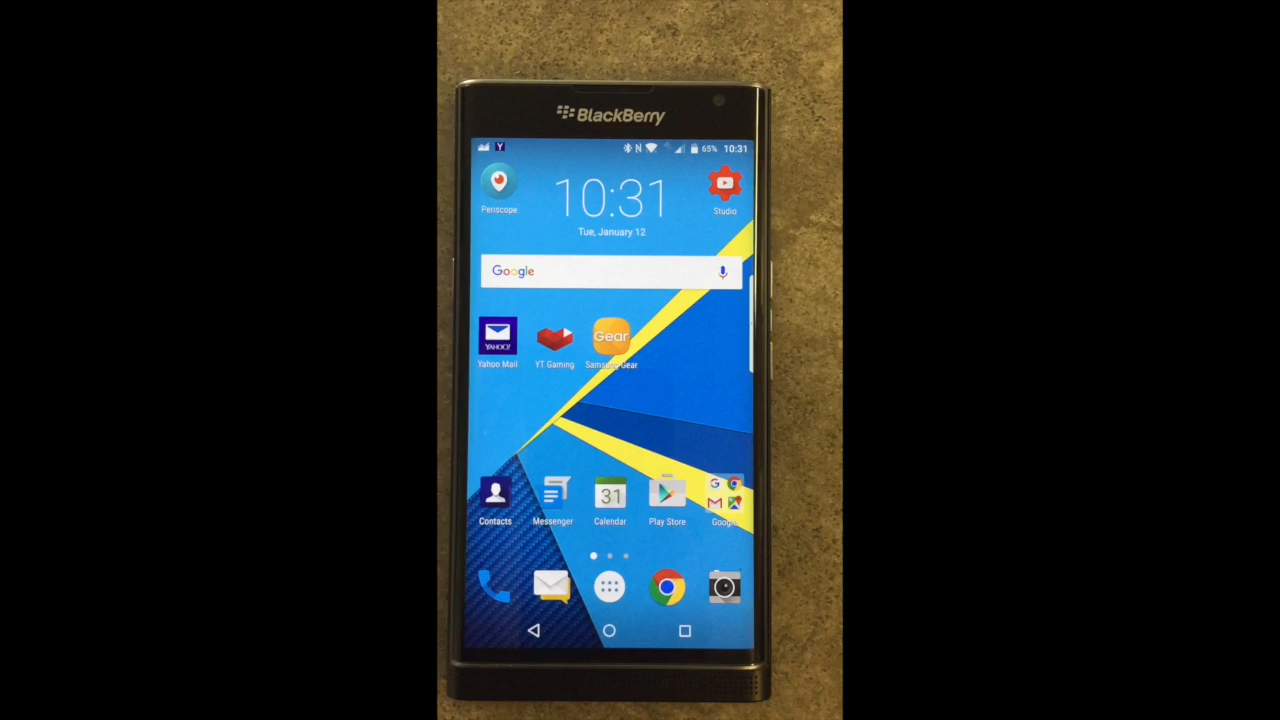 BlackBerry
Y
N 65% 10:31
Periscope
10:31
Tue, January 12
Studio
Google
YAHOO!
Gear
Yahoo Mail
YT Gaming
Samsung Gear
31
G
Contacts
Messenger
Calendar
Play Store
Google